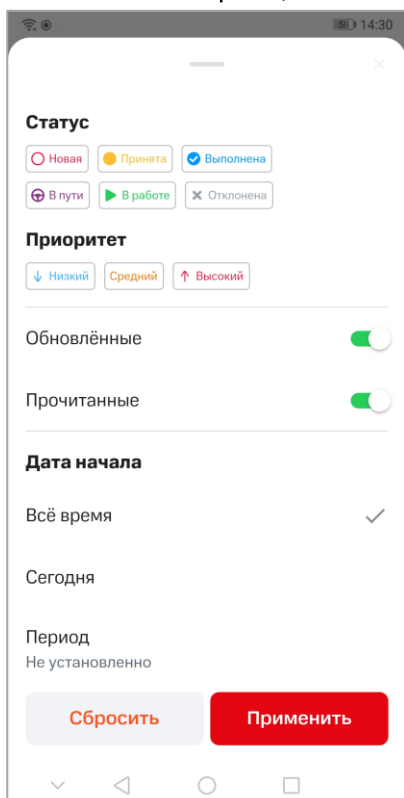 58 14:30
Статус
Новая Принята Выполнена
В пути В работе Отклонена
Приоритет
Низкий Средний Высокий
Обновлённые
Прочитанные
Дата начала
Всё время
Сегодня
Период
Не установленно
Сбросить Применить